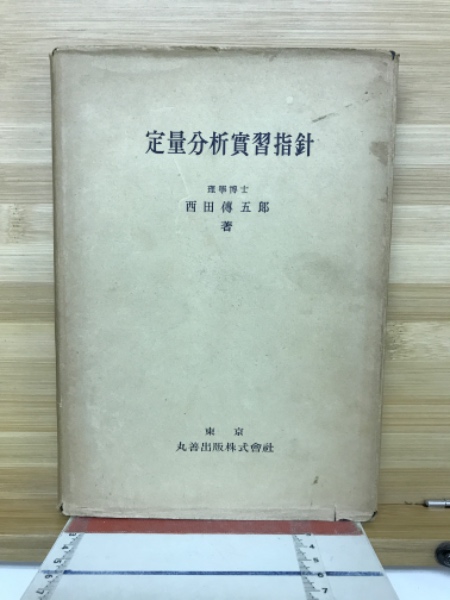 定量分析實習指針
理學博士
西田傳五郎
著
東京
丸善出版株式會社